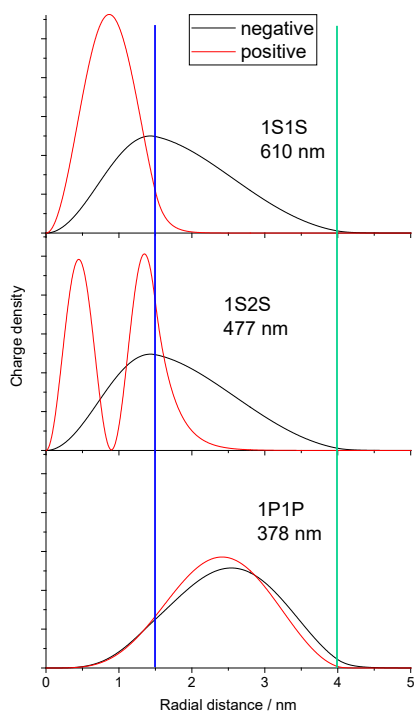 negative
positive
1S1S
610 nm
1S2S
477 nm
1P1P
378 nm
Charge density
0 1 2 3 4 5
Radial distance / nm